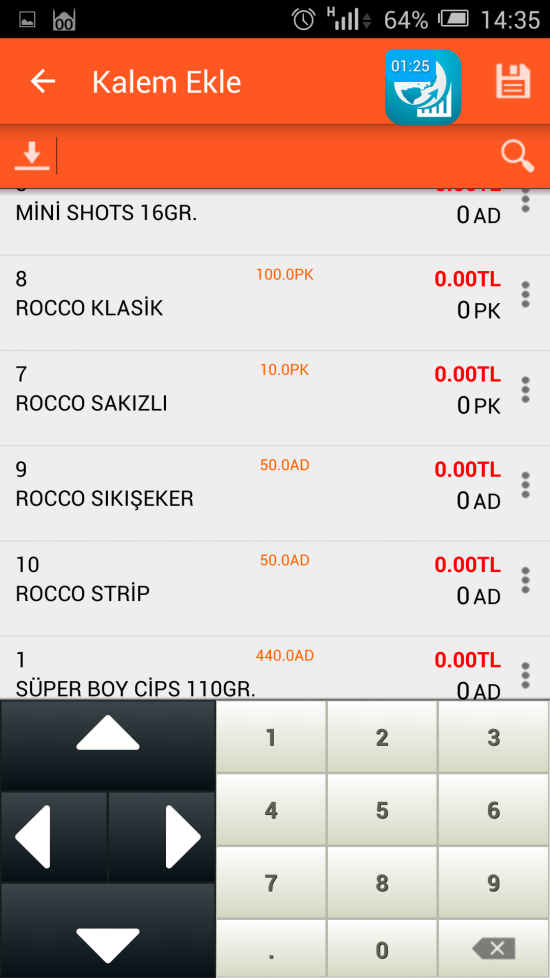 00
H
64%
14:35
Kalem Ekle
01:25
MİNİ SHOTS 16GR.
0 AD
8
100.0PK
0.00TL
ROCCO KLASİK
0 PK
7
10.0PK
0.00TL
ROCCO SAKIZLI
0 PK
9
50.0AD
0.00TL
ROCCO SIKIŞEKER
0 AD
10
50.0AD
0.00TL
ROCCO STRİP
0 AD
1
440.0AD
0.00TL
SÜPER BOY CİPS 110GR.
0 AD
1
2
3
4
5
6
7
8
9
.
0